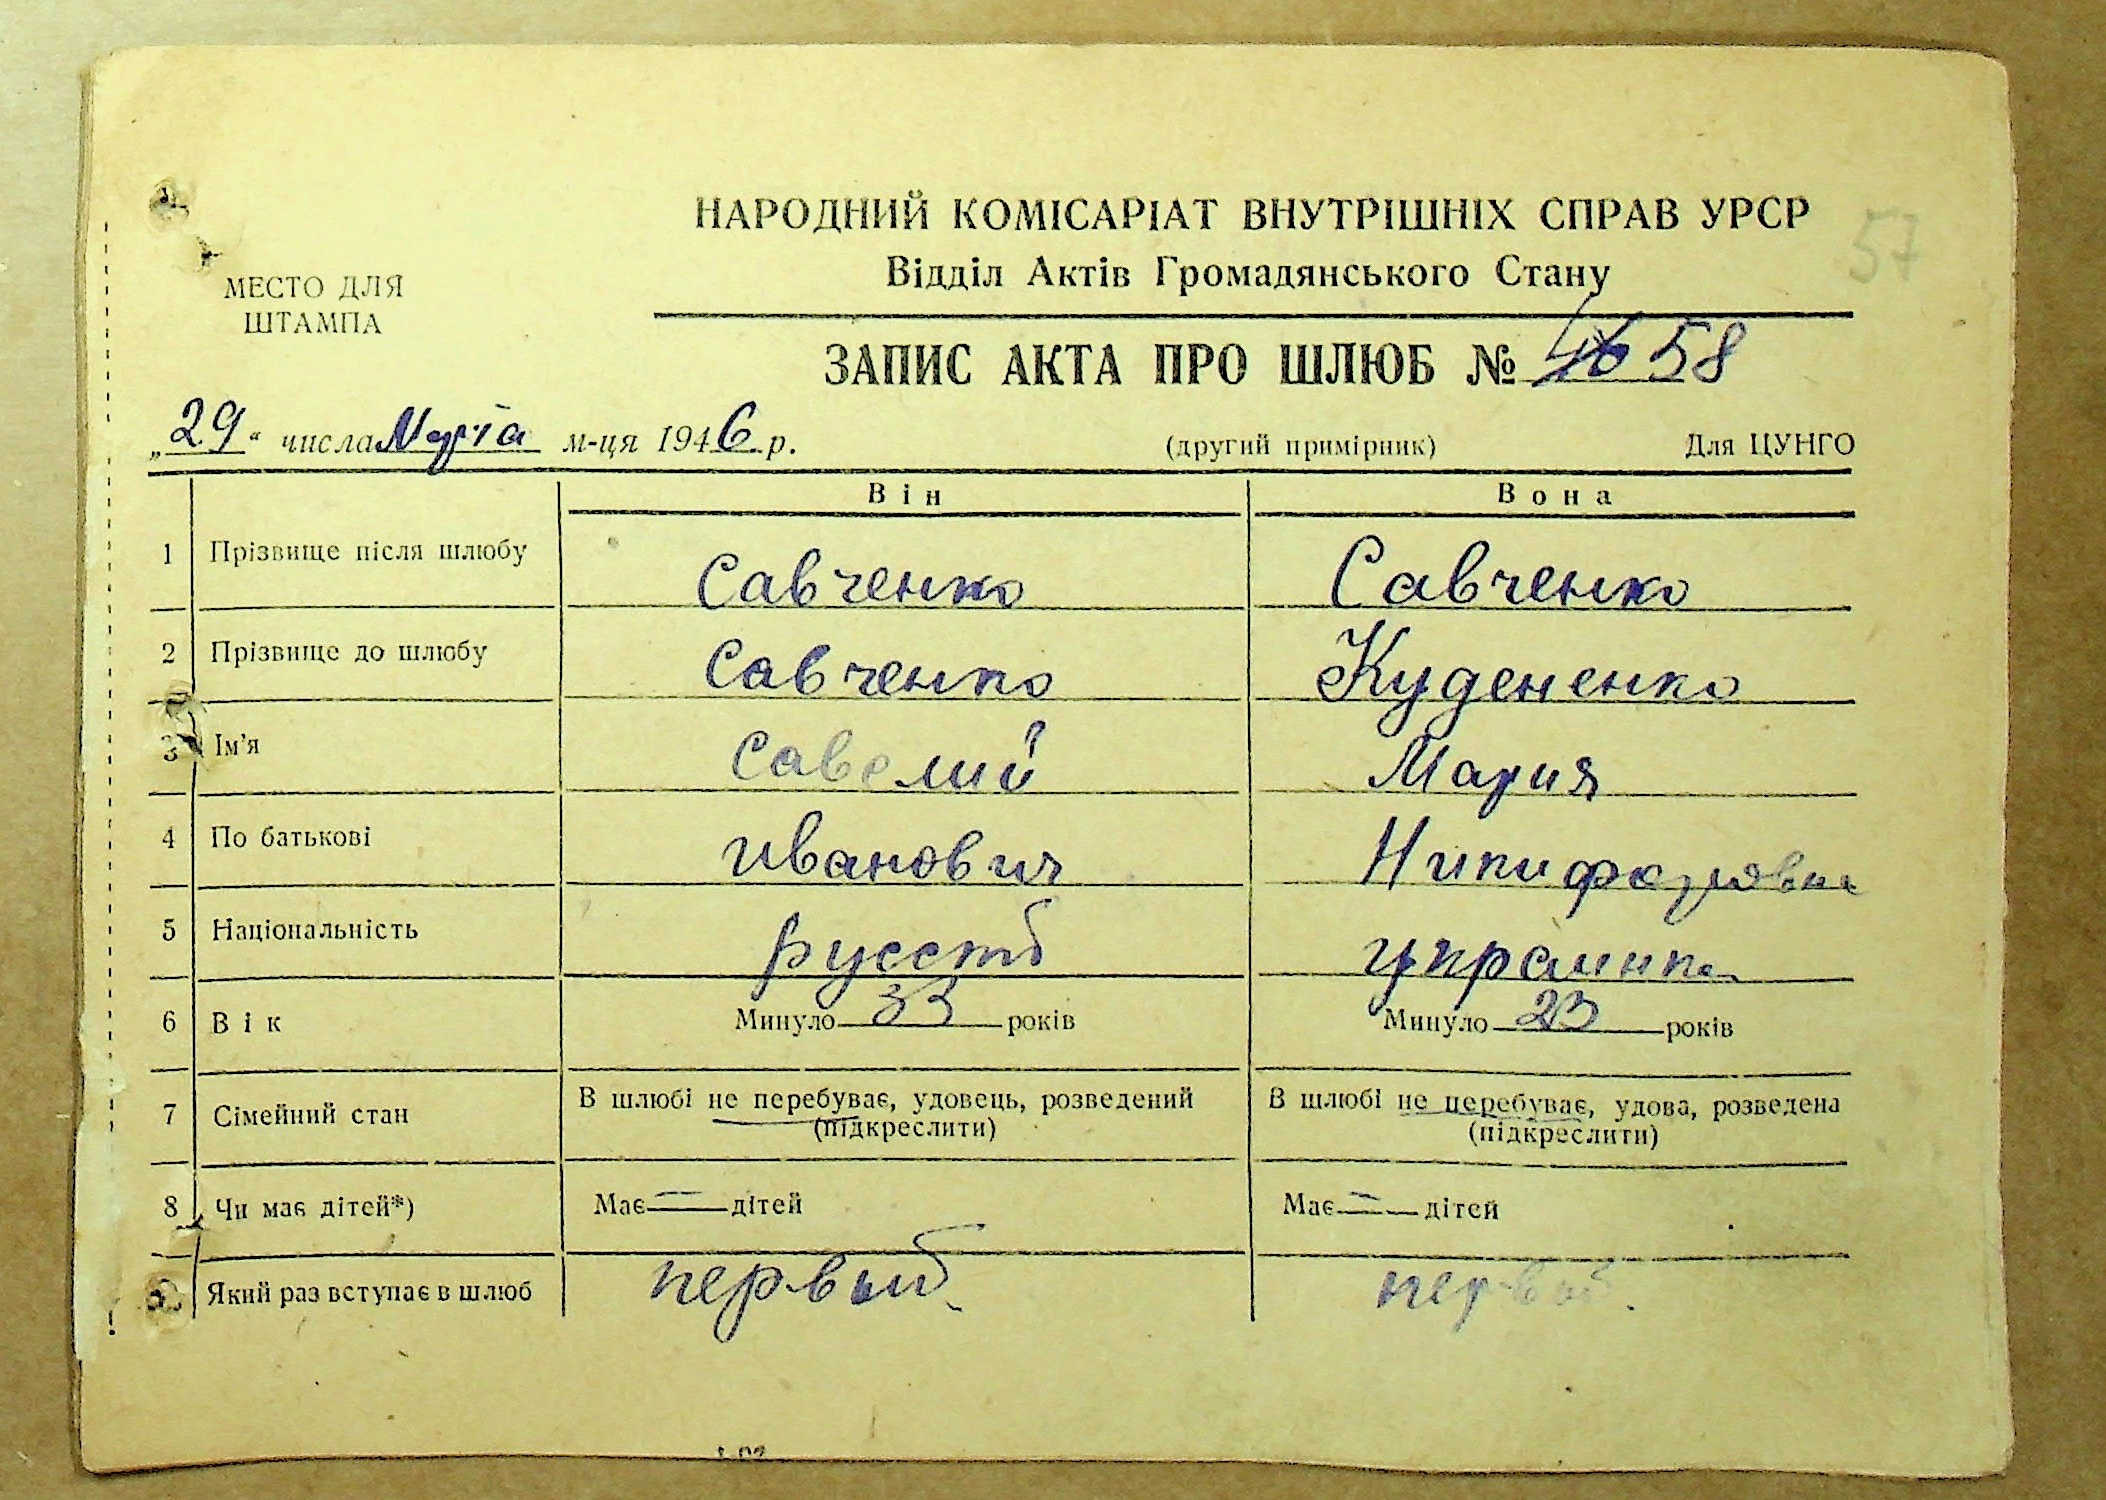 57
НАРОДНИЙ КОМІСАРІАТ ВНУТРІШНІХ СПРАВ УРСР
Відділ Актів Громадянського Стану
МЕСТО ДЛЯ
ШТАМПА
ЗАПИС АКТА ПРО ШЛЮБ № 58
„29“ числа Марта м-ця 1946 р. (другий примірник) Для ЦУНГО
Він Вона
1 Прізвище після шлюбу Савченко Савченко
2 Прізвище до шлюбу Савченко Кудененко
3 Ім'я Савелий Мария
4 По батькові Иванович Никифоровна
5 Національність украинка
6 Вік Минуло 33 років Минуло 23 років
7 Сімейний стан В шлюбі не перебуває, удовець, розведений В шлюбі не перебуває, удова, розведена
(підкреслити) (підкреслити)
8 Чи має дітей*) Має — дітей Має — дітей
9 Який раз вступає в шлюб первый первый.